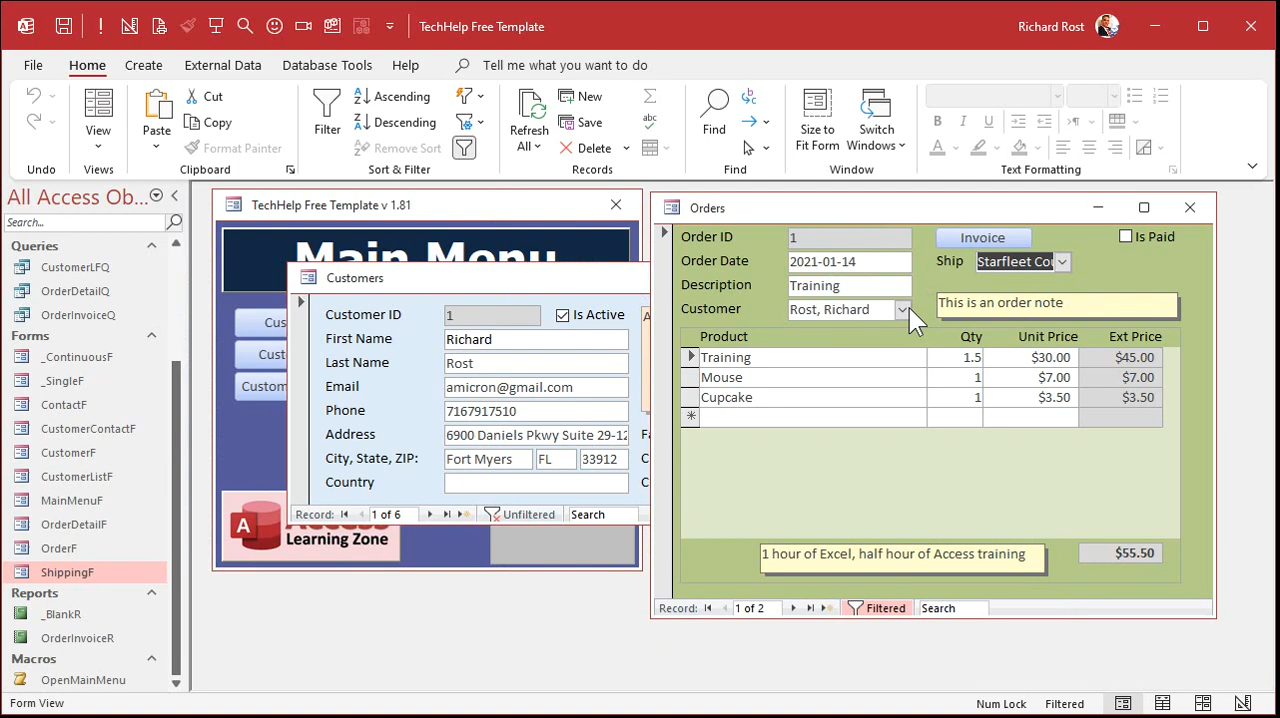 TechHelp Free Template
Richard Rost
File Home Create External Data Database Tools Help Tell me what you want to do
View
Paste
Cut
Copy
Format Painter
Filter
Ascending
Descending
Remove Sort
Refresh All
New
Save
Delete
Find
Size to Fit Form
Switch Windows
Undo Views Clipboard Sort & Filter Records Find Window Text Formatting
All Access Ob...
Search...
Queries
CustomerLFQ
OrderDetailQ
OrderInvoiceQ
Forms
_ContinuousF
_SingleF
ContactF
CustomerContactF
CustomerF
CustomerListF
MainMenuF
OrderDetailF
OrderF
ShippingF
Reports
_BlankR
OrderInvoiceR
Macros
OpenMainMenu
TechHelp Free Template v 1.81
Main Menu
Cus
Cust
Custom
A
Learning Zone
Customers
Customer ID 1 Is Active
First Name Richard
Last Name Rost
Email amicron@gmail.com
Phone 7167917510
Address 6900 Daniels Pkwy Suite 29-12
City, State, ZIP: Fort Myers FL 33912
Country
Record: 1 of 6 Unfiltered Search
Orders
Order ID 1 Invoice Is Paid
Order Date 2021-01-14 Ship Starfleet Cou
Description Training
Customer Rost, Richard This is an order note
Product Qty Unit Price Ext Price
Training 1.5 $30.00 $45.00
Mouse 1 $7.00 $7.00
Cupcake 1 $3.50 $3.50
1 hour of Excel, half hour of Access training $55.50
Record: 1 of 2 Filtered Search
Form View Num Lock Filtered